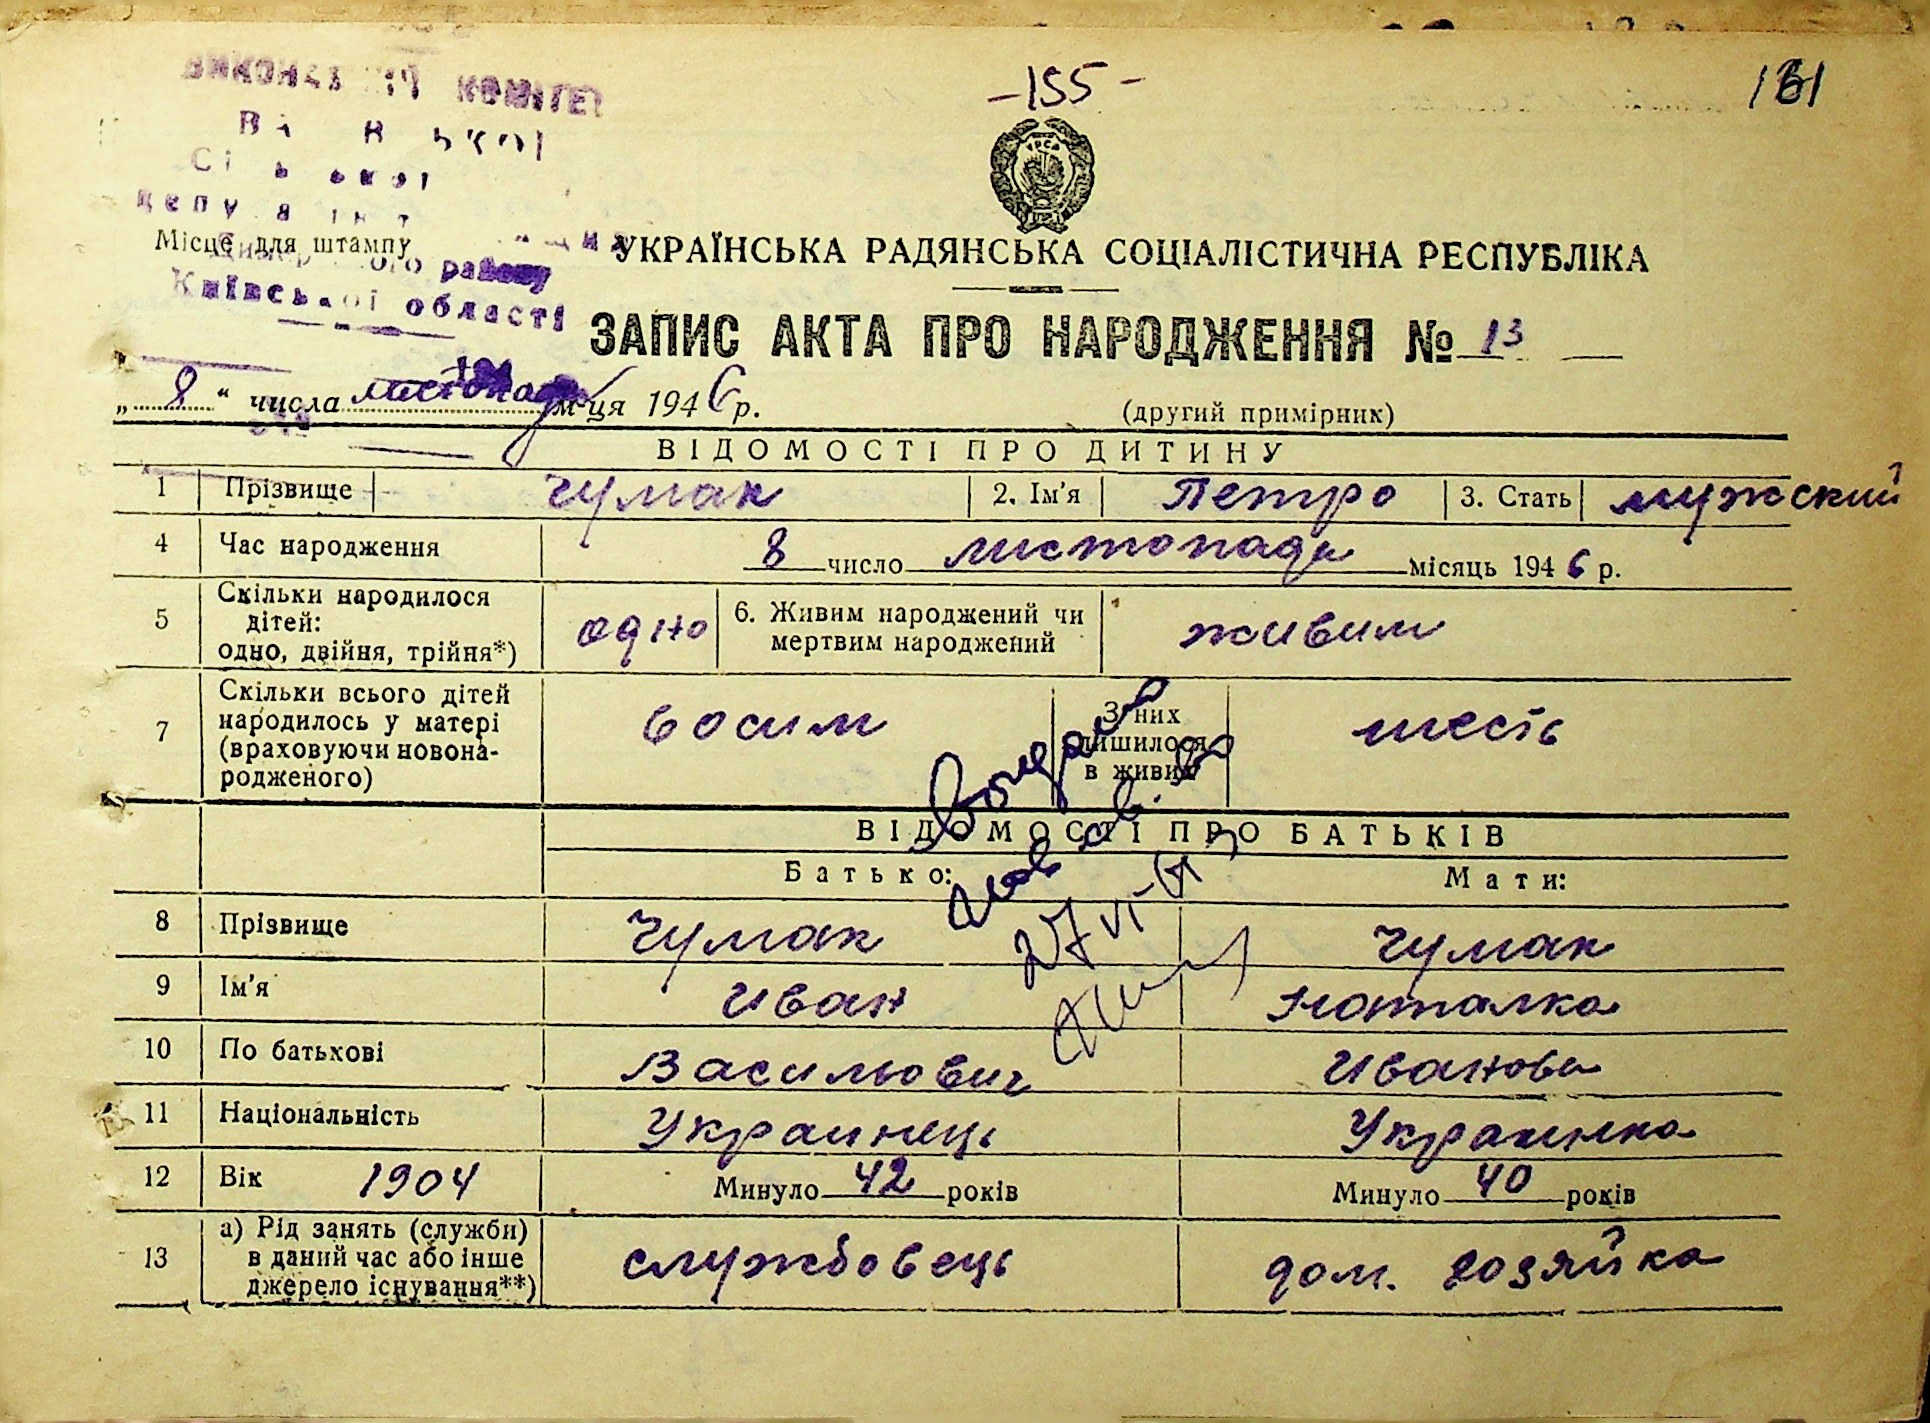 -155-
161
КОМІТЕТ
Місце для штампу
району
Київської області
УКРАЇНСЬКА РАДЯНСЬКА СОЦІАЛІСТИЧНА РЕСПУБЛІКА
ЗАПИС АКТА ПРО НАРОДЖЕННЯ № 13
„ 8 “ числа листопада м-ця 1946 р.
(другий примірник)
ВІДОМОСТІ ПРО ДИТИНУ
1 Прізвище Чумак 2. Ім'я Петро 3. Стать мужский
4 Час народження 8 число листопада місяць 1946 р.
5 Скільки народилося дітей: одно, двійня, трійня*) одно 6. Живим народжений чи мертвим народжений живим
7 Скільки всього дітей народилось у матері (враховуючи новонародженого) восим З них лишилося в живих шесть
ВІДОМОСТІ ПРО БАТЬКІВ
Батько: Мати:
8 Прізвище Чумак Чумак
9 Ім'я Иван Наталка
10 По батькові Васильович Иванова
11 Національність Украинець Украинка
12 Вік 1904 Минуло 42 років Минуло 40 років
13 а) Рід занять (служби) в даний час або інше джерело існування**) службовець дом. хозяйка
27 VI